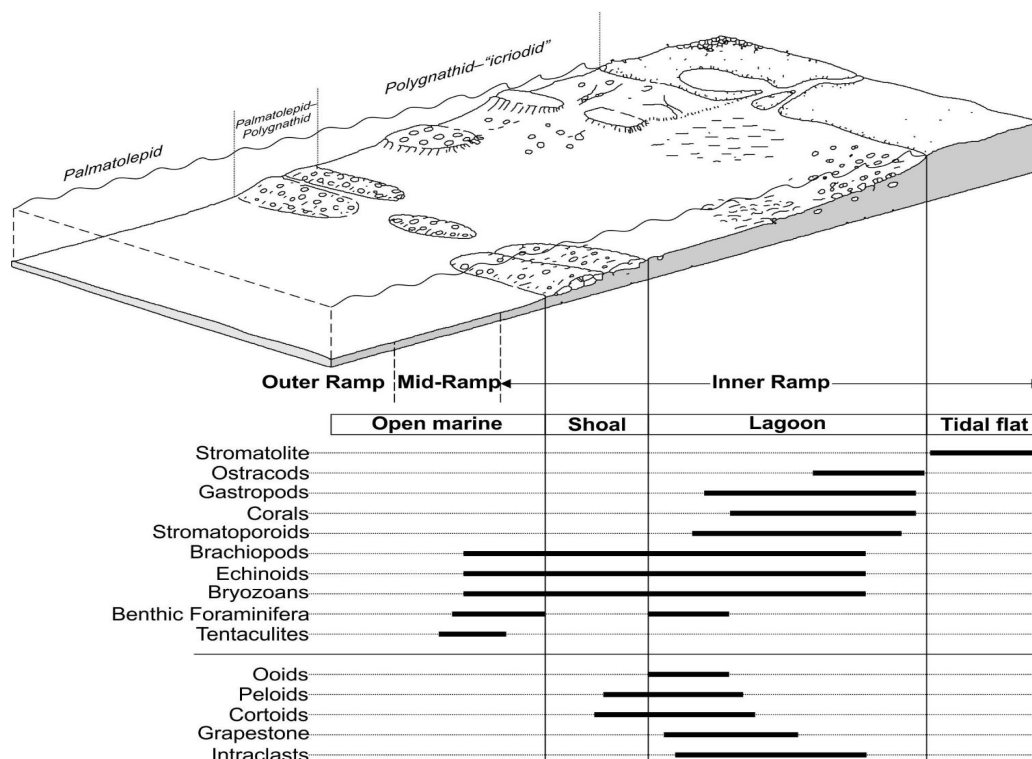 Polygnathid–“icriodid”
Palmatolepid–
Polygnathid
Palmatolepid
Outer Ramp Mid-Ramp Inner Ramp
Open marine Shoal Lagoon Tidal flat
Stromatolite
Ostracods
Gastropods
Corals
Stromatoporoids
Brachiopods
Echinoids
Bryozoans
Benthic Foraminifera
Tentaculites
Ooids
Peloids
Cortoids
Grapestone
Intraclasts